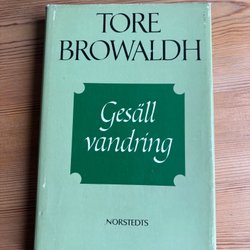 TORE
BROWALDH
Gesäll
vandring
NORSTEDTS